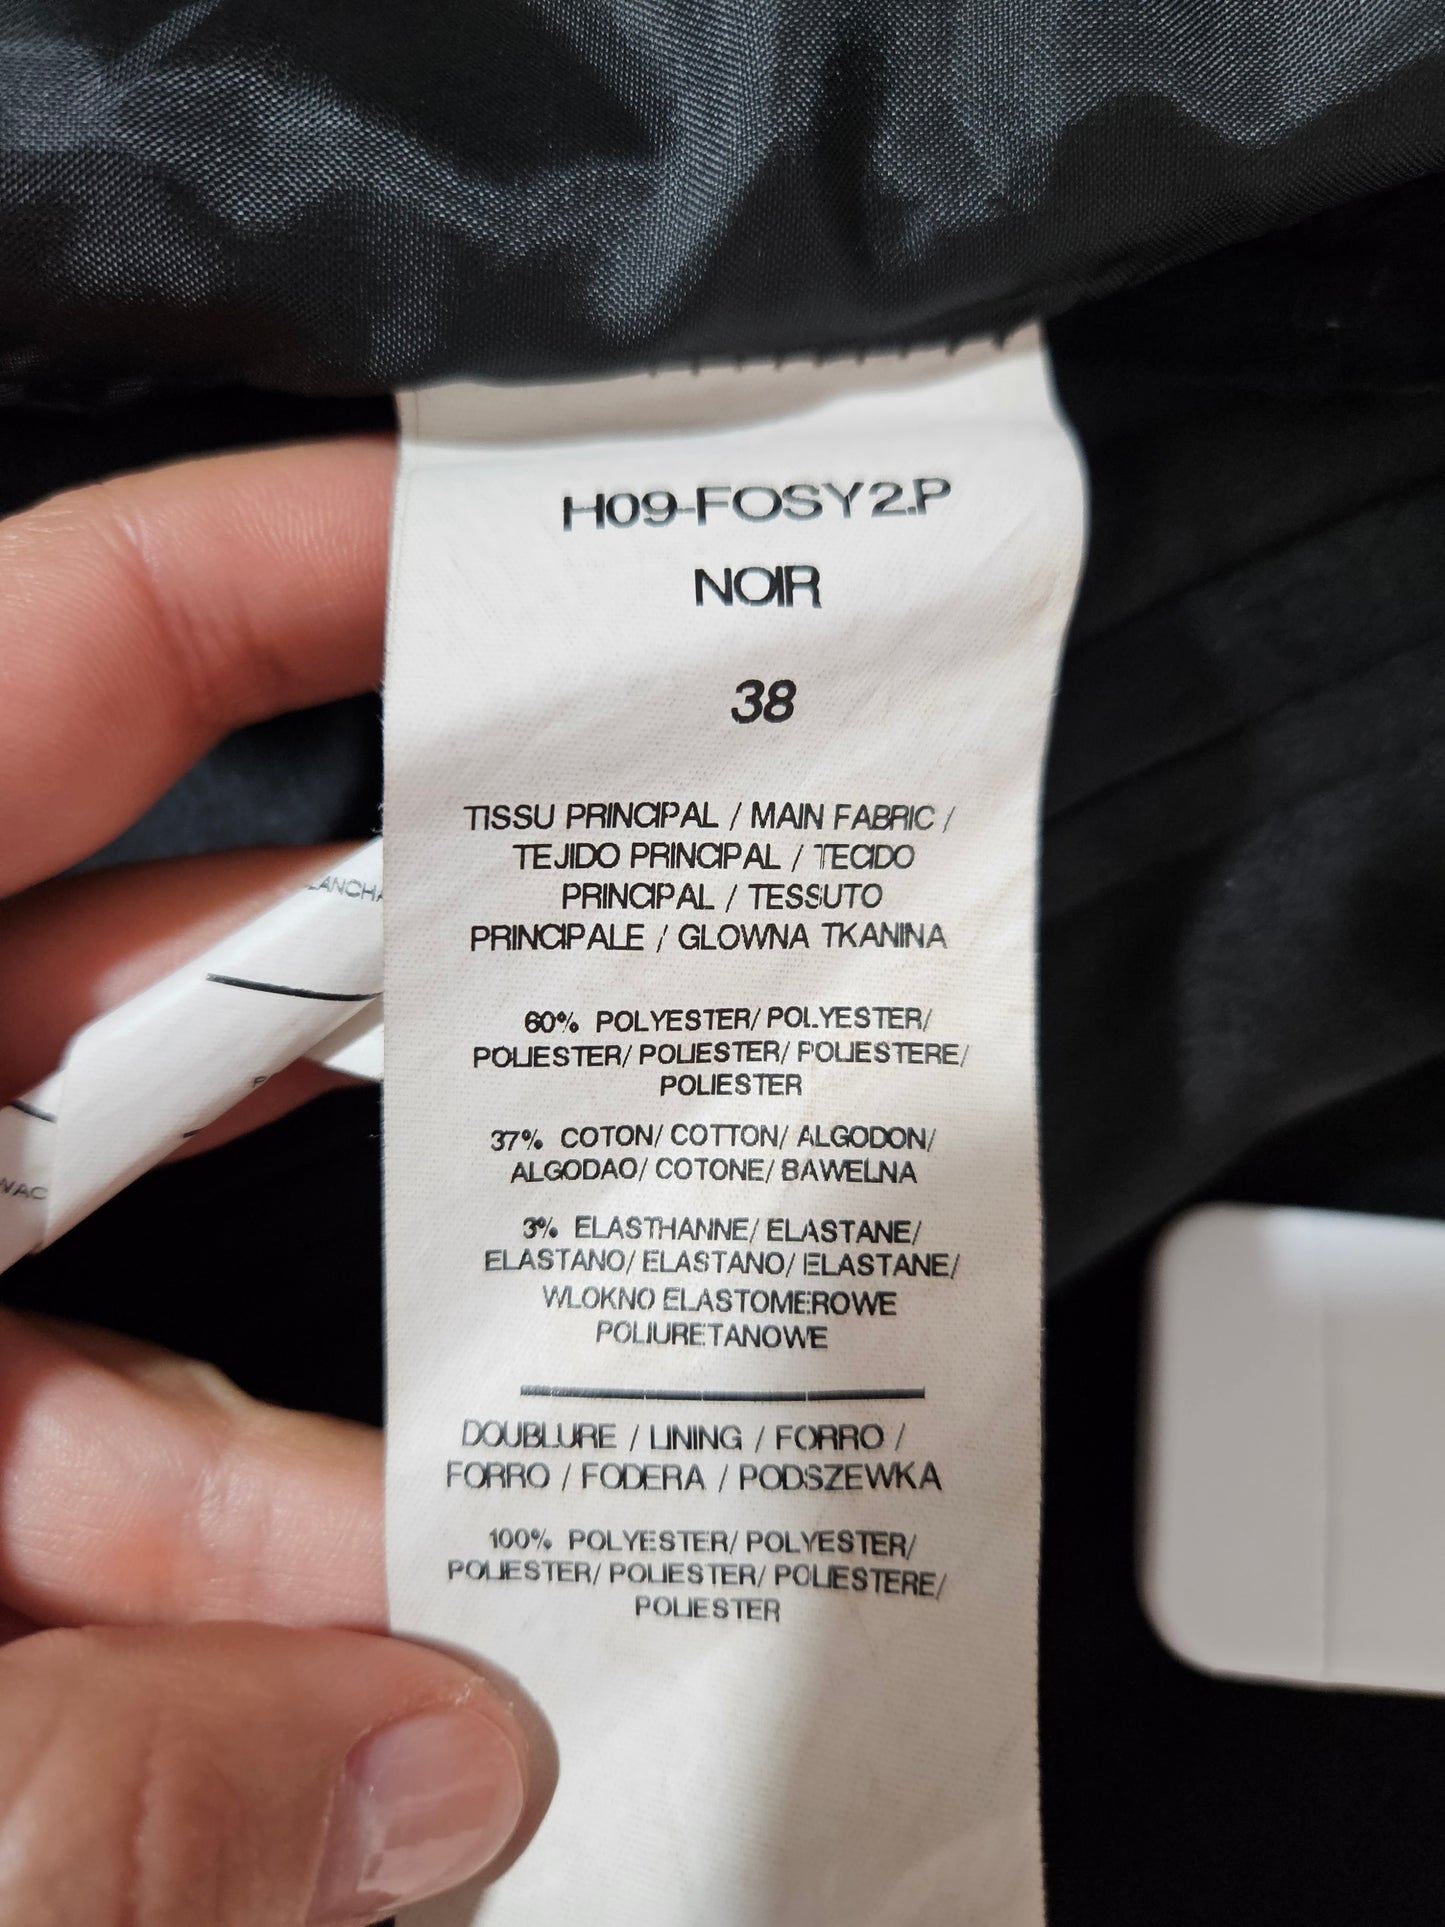 H09-FOSY2.P
NOIR
38
TISSU PRINCIPAL / MAIN FABRIC /
TEJIDO PRINCIPAL / TECIDO
PRINCIPAL / TESSUTO
PRINCIPALE / GLOWNA TKANINA
60% POLYESTER/ POLYESTER/
POLIESTER/ POLIESTER/ POLIESTERE/
POLIESTER
37% COTON/ COTTON/ ALGODON/
ALGODAO/ COTONE/ BAWELNA
3% ELASTHANNE/ ELASTANE/
ELASTANO/ ELASTANO/ ELASTANE/
WLOKNO ELASTOMEROWE
POLIURETANOWE
DOUBLURE / LINING / FORRO /
FORRO / FODERA / PODSZEWKA
100% POLYESTER/ POLYESTER/
POLIESTER/ POLIESTER/ POLIESTERE/
POLIESTER